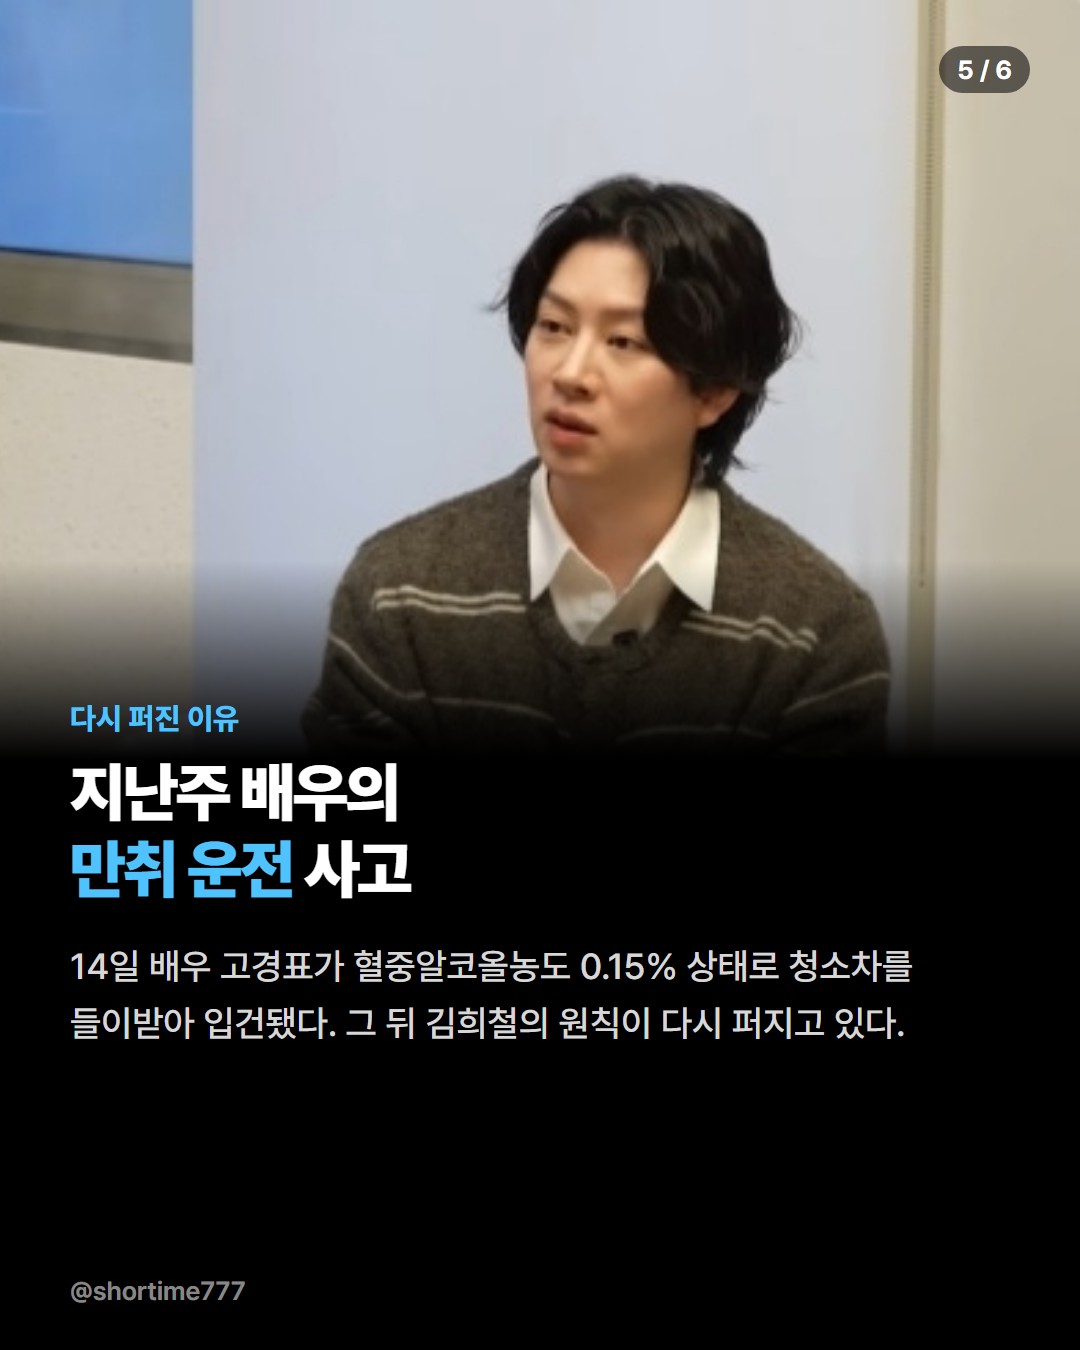 5 / 6
다시 퍼진 이유
지난주 배우의
만취 운전 사고
14일 배우 고경표가 혈중알코올농도 0.15% 상태로 청소차를
들이받아 입건됐다. 그 뒤 김희철의 원칙이 다시 퍼지고 있다.
@shortime777